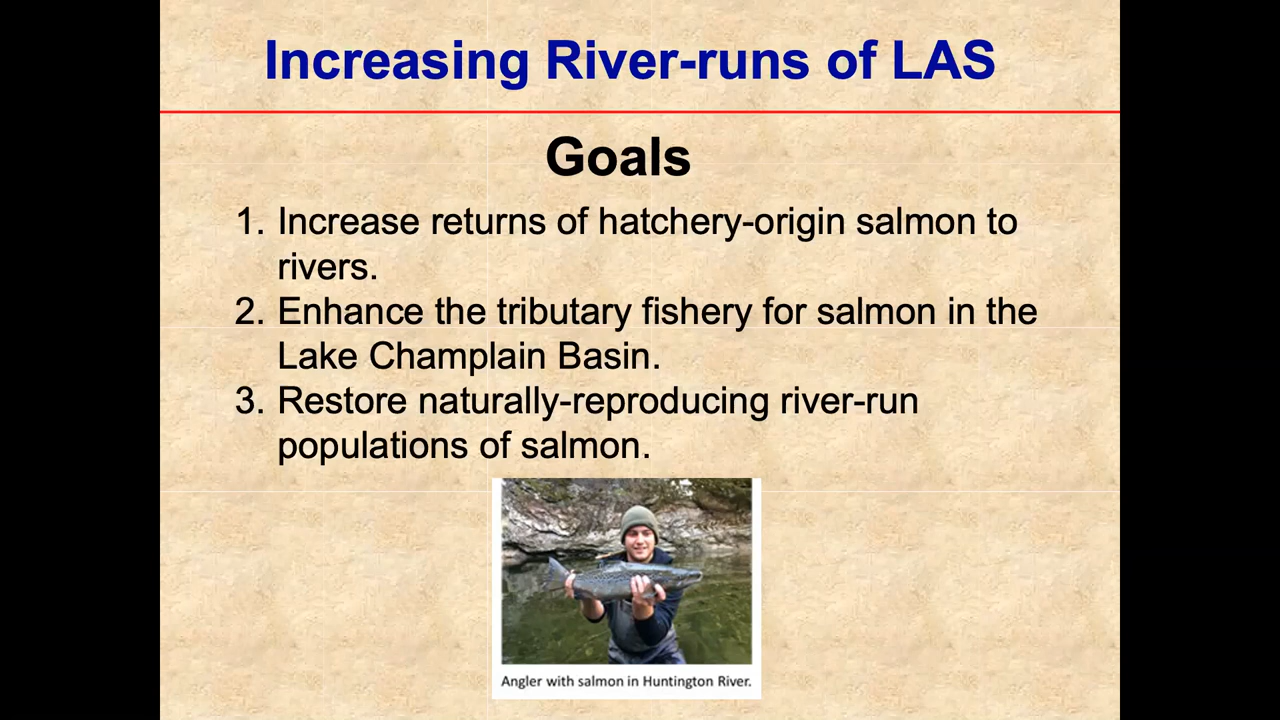 Increasing River-runs of LAS
Goals
1. Increase returns of hatchery-origin salmon to
rivers.
2. Enhance the tributary fishery for salmon in the
Lake Champlain Basin.
3. Restore naturally-reproducing river-run
populations of salmon.
Angler with salmon in Huntington River.